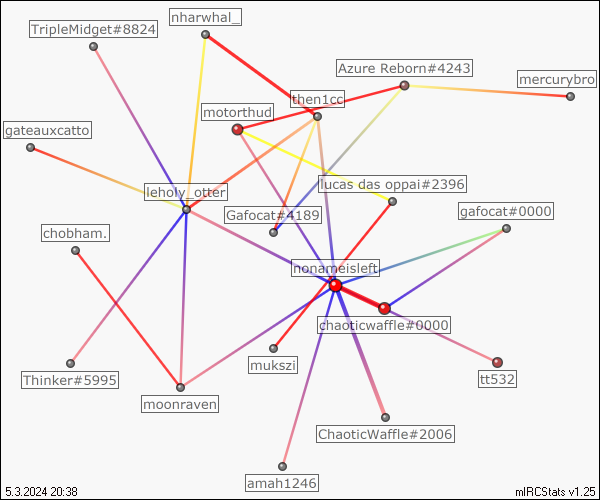 nharwhal_
TripleMidget#8824
Azure Reborn#4243
mercurybro
then1cc
motorthud
gateauxcatto
lucas das oppai#2396
leholy_otter
Gafocat#4189
gafocat#0000
chobham.
nonameisleft
chaoticwaffle#0000
mukszi
Thinker#5995
tt532
moonraven
ChaoticWaffle#2006
amah1246
5.3.2024 20:38
mIRCStats v1.25